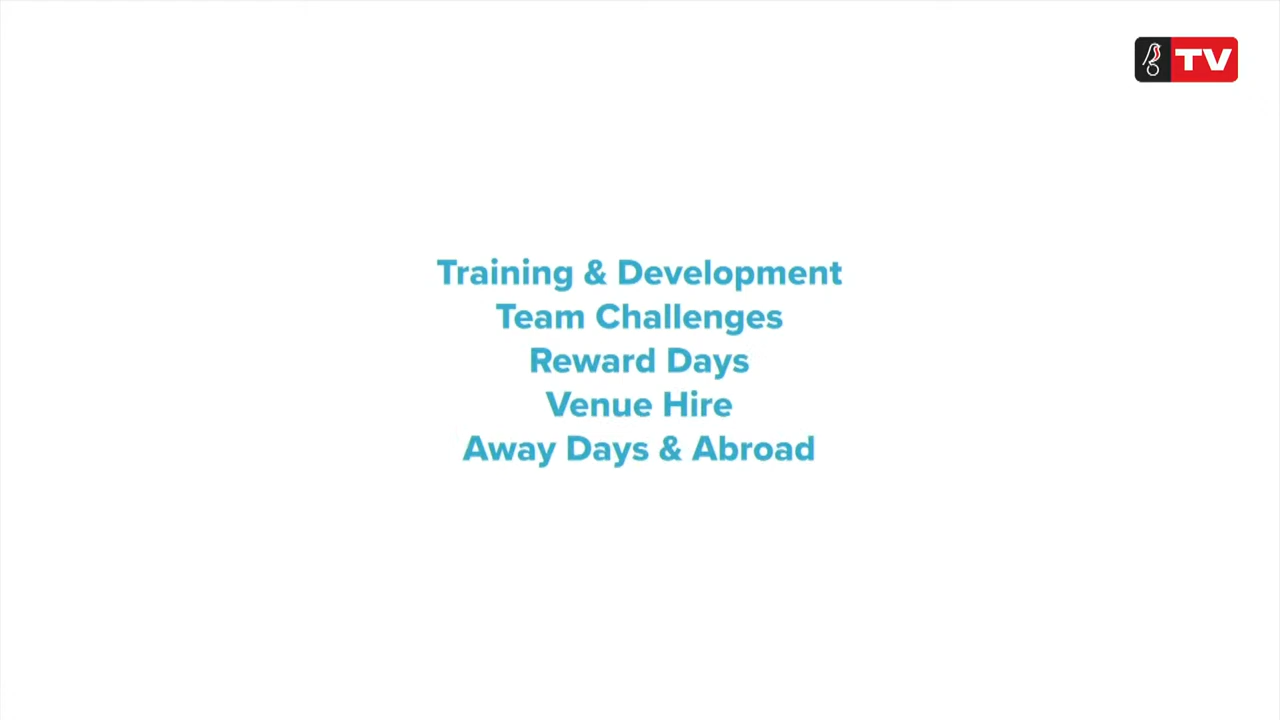 TV
Training & Development
Team Challenges
Reward Days
Venue Hire
Away Days & Abroad